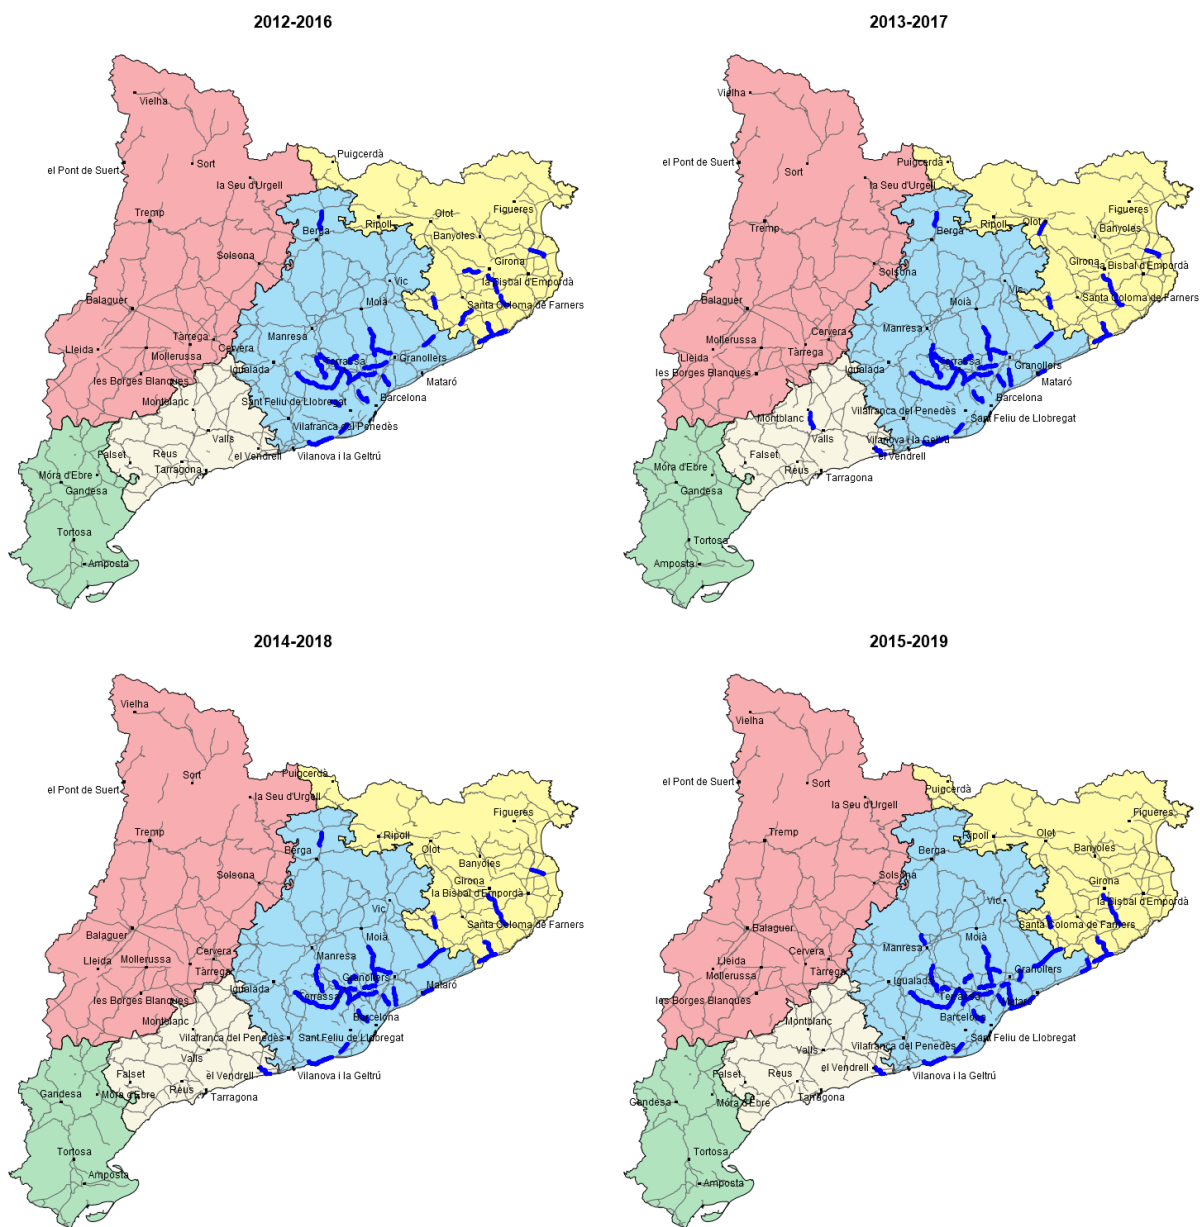 2012-2016
2013-2017
Vielha
el Pont de Suert
Sort
Puigcerdà
la Seu d'Urgell
Tremp
Berga
Ripoll
Olot
Figueres
Banyoles
Solsona
Girona
la Bisbal d'Empordà
Vic
Balaguer
Moià
Santa Coloma de Farners
Manresa
Tàrrega
Lleida
Mollerussa
Cervera
Terrassa
Granollers
Igualada
les Borges Blanques
Mataró
Montblanc
Sant Feliu de Llobregat
Barcelona
Vilafranca del Penedès
Valls
Falset
Reus
el Vendrell
Vilanova i la Geltrú
Móra d'Ebre
Tarragona
Gandesa
Tortosa
Amposta
Vielha
el Pont de Suert
Sort
Puigcerdà
la Seu d'Urgell
Tremp
Berga
Ripoll
Olot
Figueres
Banyoles
Solsona
Girona
la Bisbal d'Empordà
Vic
Balaguer
Moià
Santa Coloma de Farners
Manresa
Cervera
Lleida
Tàrrega
Mollerussa
Igualada
Terrassa
Granollers
les Borges Blanques
Mataró
Montblanc
Barcelona
Vilafranca del Penedès
Sant Feliu de Llobregat
Valls
Vilanova i la Geltrú
el Vendrell
Falset
Reus
Móra d'Ebre
Tarragona
Gandesa
Tortosa
Amposta
2014-2018
2015-2019
Vielha
el Pont de Suert
Sort
Puigcerdà
la Seu d'Urgell
Tremp
Berga
Ripoll
Olot
Figueres
Banyoles
Solsona
Girona
la Bisbal d'Empordà
Vic
Balaguer
Moià
Santa Coloma de Farners
Manresa
Cervera
Lleida
Mollerussa
Tàrrega
Granollers
Igualada
Terrassa
Mataró
les Borges Blanques
Barcelona
Montblanc
Vilafranca del Penedès
Sant Feliu de Llobregat
Valls
Falset
Reus
el Vendrell
Vilanova i la Geltrú
Gandesa
Móra d'Ebre
Tarragona
Tortosa
Amposta
Vielha
el Pont de Suert
Sort
Puigcerdà
la Seu d'Urgell
Tremp
Berga
Ripoll
Olot
Figueres
Banyoles
Solsona
Girona
la Bisbal d'Empordà
Vic
Balaguer
Moià
Santa Coloma de Farners
Manresa
Cervera
Lleida
Mollerussa
Tàrrega
Granollers
Igualada
Terrassa
Mataró
les Borges Blanques
Barcelona
Montblanc
Vilafranca del Penedès
Sant Feliu de Llobregat
Valls
Falset
Reus
el Vendrell
Vilanova i la Geltrú
Gandesa
Móra d'Ebre
Tarragona
Tortosa
Amposta